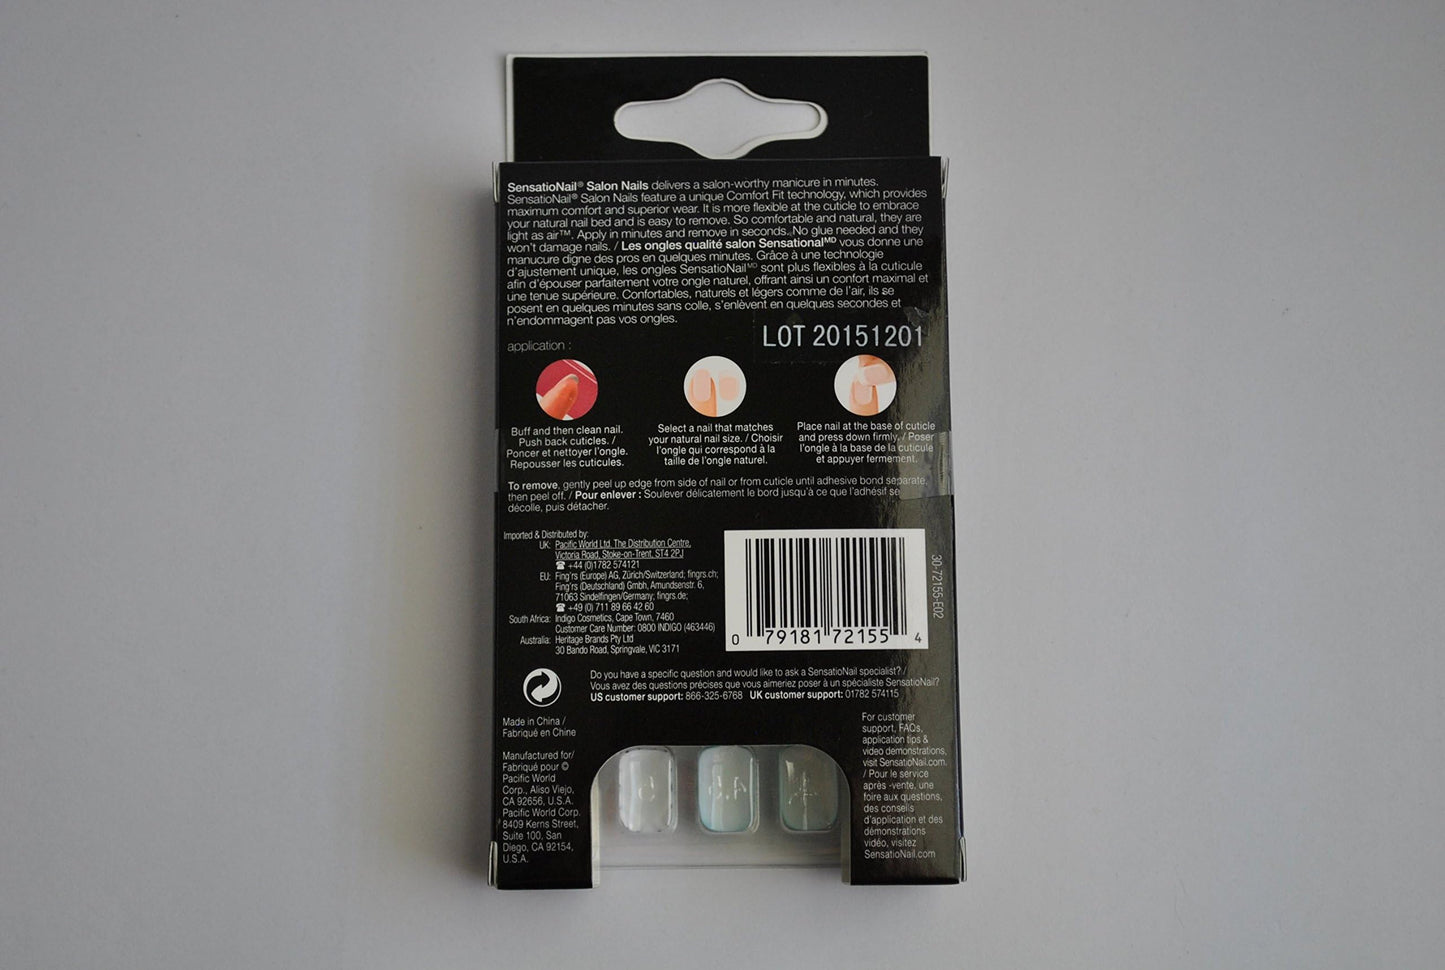 SensatioNail® Salon Nails delivers a salon-worthy manicure in minutes.
SensatioNail® Salon Nails feature a unique Comfort Fit technology, which provides
maximum comfort and superior wear. It is more flexible at the cuticle to embrace
your natural nail bed and is easy to remove. So comfortable and natural, they are
light as air™. Apply in minutes and remove in seconds. No glue needed and they
won't damage nails. / Les ongles qualité salon Sensational MD vous donne une
manucure digne des pros en quelques minutes. Grâce à une technologie
d'ajustement unique, les ongles SensatioNail MD sont plus flexibles à la cuticule
afin d'épouser parfaitement votre ongle naturel, offrant ainsi un confort maximal et
une tenue supérieure. Confortables, naturels et légers comme de l'air, ils se
posent en quelques minutes sans colle, s'enlèvent en quelques secondes et
n'endommagent pas vos ongles.
LOT 20151201
application :
Buff and then clean nail.
Push back cuticles. /
Poncer et nettoyer l'ongle.
Repousser les cuticules.
Select a nail that matches
your natural nail size. / Choisir
l'ongle qui correspond à la
taille de l'ongle naturel.
Place nail at the base of cuticle
and press down firmly. / Poser
l'ongle à la base de la cuticule
et appuyer fermement.
To remove, gently peel up edge from side of nail or from cuticle until adhesive bond separate,
then peel off. / Pour enlever : Soulever délicatement le bord jusqu'à ce que l'adhésif se
décolle, puis détacher.
Imported & Distributed by:
UK: Pacific World Ltd. The Distribution Centre,
Victoria Road, Stoke-on-Trent, ST4 2PJ
☎ +44 (0)1782 574121
EU: Fing'rs (Europe) AG, Zürich/Switzerland; fingrs.ch;
Fing'rs (Deutschland) Gmbh, Amundsenstr. 6,
71063 Sindelfingen/Germany; fingrs.de;
☎ +49 (0) 711 89 66 42 60
South Africa: Indigo Cosmetics, Cape Town, 7460
Customer Care Number: 0800 INDIGO (463446)
Australia: Heritage Brands Pty Ltd
30 Bando Road, Springvale, VIC 3171
0 79181 72155 4
30-72155-E02
Do you have a specific question and would like to ask a SensatioNail specialist? /
Vous avez des questions précises que vous aimeriez poser à un spécialiste SensatioNail?
US customer support: 866-325-6768 UK customer support: 01782 574115
Made in China /
Fabriqué en Chine
Manufactured for/
Fabriqué pour ©
Pacific World
Corp., Aliso Viejo,
CA 92656, U.S.A.
Pacific World Corp.
8409 Kerns Street,
Suite 100, San
Diego, CA 92154,
U.S.A.
For customer
support, FAQs,
application tips &
video demonstrations,
visit SensatioNail.com.
/ Pour le service
après -vente, une
foire aux questions,
des conseils
d'application et des
démonstrations
vidéo, visitez
SensatioNail.com